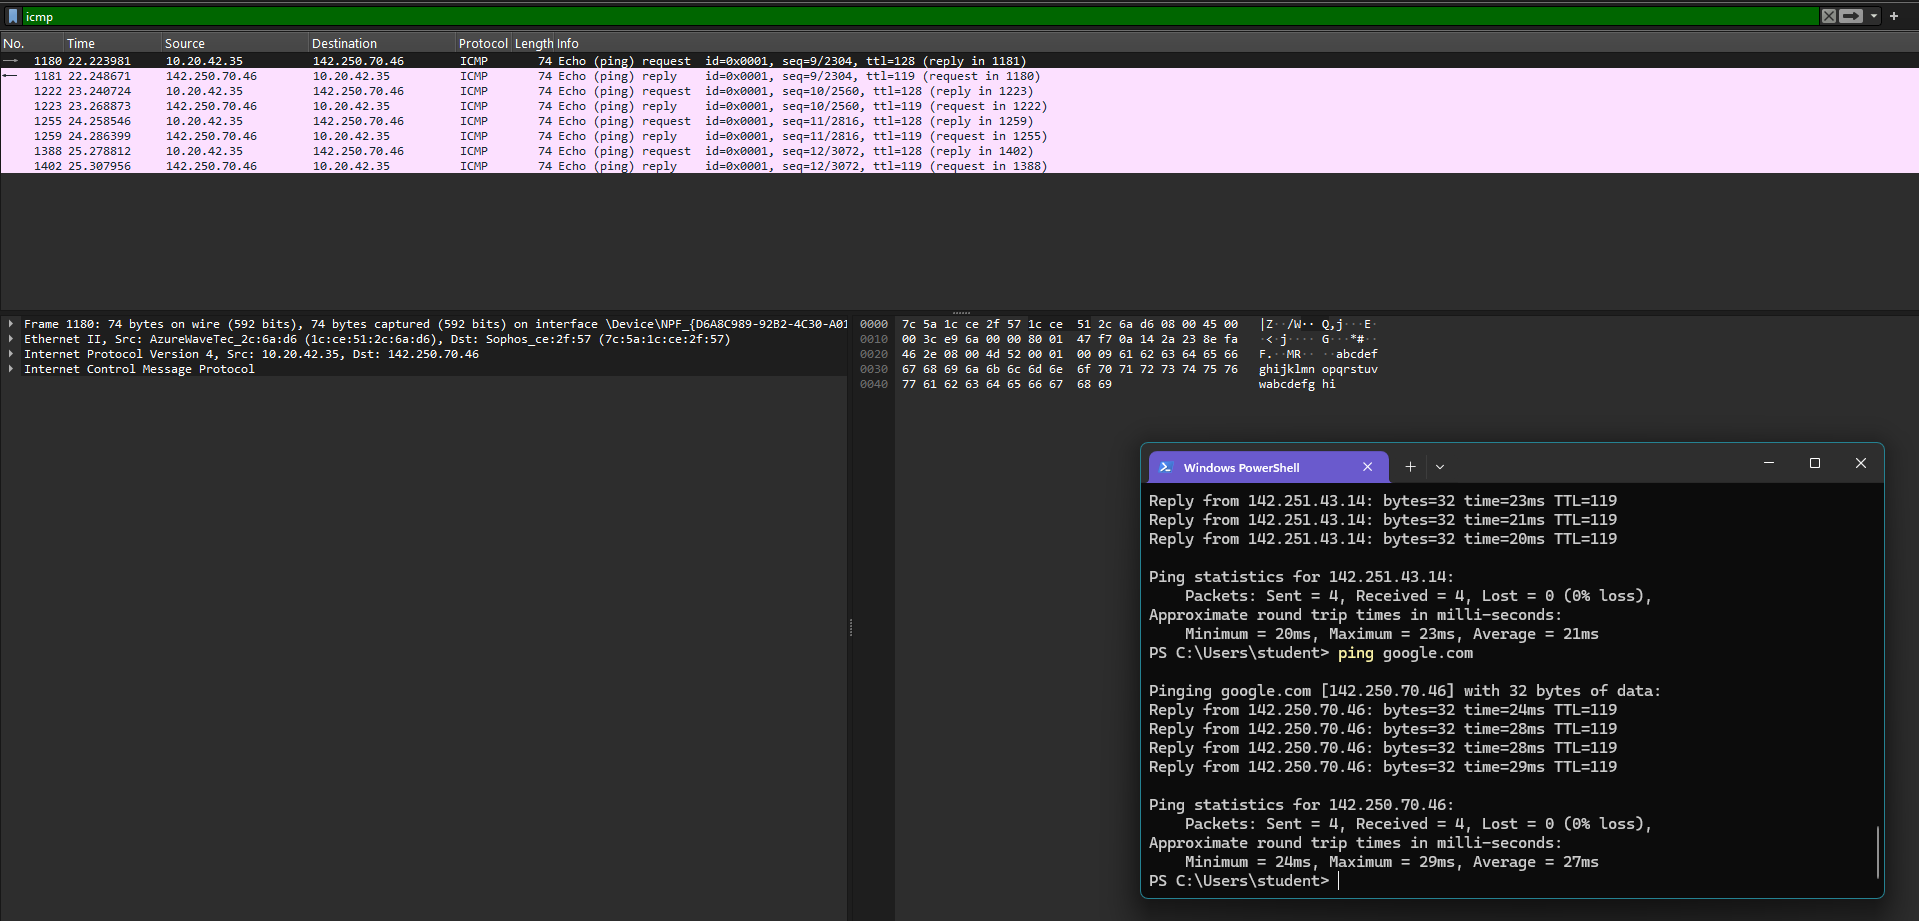 icmp
No. Time Source Destination Protocol Length Info
1180 22.223981 10.20.42.35 142.250.70.46 ICMP 74 Echo (ping) request id=0x0001, seq=9/2304, ttl=128 (reply in 1181)
1181 22.248671 142.250.70.46 10.20.42.35 ICMP 74 Echo (ping) reply id=0x0001, seq=9/2304, ttl=119 (request in 1180)
1222 23.240724 10.20.42.35 142.250.70.46 ICMP 74 Echo (ping) request id=0x0001, seq=10/2560, ttl=128 (reply in 1223)
1223 23.268873 142.250.70.46 10.20.42.35 ICMP 74 Echo (ping) reply id=0x0001, seq=10/2560, ttl=119 (request in 1222)
1255 24.258546 10.20.42.35 142.250.70.46 ICMP 74 Echo (ping) request id=0x0001, seq=11/2816, ttl=128 (reply in 1259)
1259 24.286399 142.250.70.46 10.20.42.35 ICMP 74 Echo (ping) reply id=0x0001, seq=11/2816, ttl=119 (request in 1255)
1388 25.278812 10.20.42.35 142.250.70.46 ICMP 74 Echo (ping) request id=0x0001, seq=12/3072, ttl=128 (reply in 1402)
1402 25.307956 142.250.70.46 10.20.42.35 ICMP 74 Echo (ping) reply id=0x0001, seq=12/3072, ttl=119 (request in 1388)
Frame 1180: 74 bytes on wire (592 bits), 74 bytes captured (592 bits) on interface \Device\NPF_{D6A8C989-92B2-4C30-A01
Ethernet II, Src: AzureWaveTec_2c:6a:d6 (1c:ce:51:2c:6a:d6), Dst: Sophos_ce:2f:57 (7c:5a:1c:ce:2f:57)
Internet Protocol Version 4, Src: 10.20.42.35, Dst: 142.250.70.46
Internet Control Message Protocol
0000 7c 5a 1c ce 2f 57 1c ce 51 2c 6a d6 08 00 45 00 |Z··/W·· Q,j···E·
0010 00 3c e9 6a 00 00 80 01 47 f7 0a 14 2a 23 8e fa ·<·j···· G···*#··
0020 46 2e 08 00 4d 52 00 01 00 09 61 62 63 64 65 66 F.··MR·· ··abcdef
0030 67 68 69 6a 6b 6c 6d 6e 6f 70 71 72 73 74 75 76 ghijklmn opqrstuv
0040 77 61 62 63 64 65 66 67 68 69 wabcdefg hi
Windows PowerShell
Reply from 142.251.43.14: bytes=32 time=23ms TTL=119
Reply from 142.251.43.14: bytes=32 time=21ms TTL=119
Reply from 142.251.43.14: bytes=32 time=20ms TTL=119
Ping statistics for 142.251.43.14:
Packets: Sent = 4, Received = 4, Lost = 0 (0% loss),
Approximate round trip times in milli-seconds:
Minimum = 20ms, Maximum = 23ms, Average = 21ms
PS C:\Users\student> ping google.com
Pinging google.com [142.250.70.46] with 32 bytes of data:
Reply from 142.250.70.46: bytes=32 time=24ms TTL=119
Reply from 142.250.70.46: bytes=32 time=28ms TTL=119
Reply from 142.250.70.46: bytes=32 time=28ms TTL=119
Reply from 142.250.70.46: bytes=32 time=29ms TTL=119
Ping statistics for 142.250.70.46:
Packets: Sent = 4, Received = 4, Lost = 0 (0% loss),
Approximate round trip times in milli-seconds:
Minimum = 24ms, Maximum = 29ms, Average = 27ms
PS C:\Users\student>